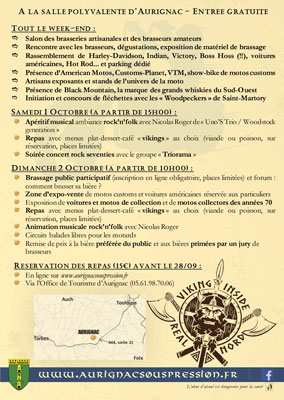 A LA SALLE POLYVALENTE D'AURIGNAC – ENTREE GRATUITE
TOUT LE WEEK-END :
Salon des brasseries artisanales et des brasseurs amateurs
Rencontre avec les brasseurs, dégustations, exposition de matériel de brassage
Rassemblement Harley-Davidson, Indian, Victory, Boss Hoss (!!), voitures
américaines, Hot Rod… et parking dédié
Présence d'American Motos, Customs-Planet, VTM, show-bike de motos customs
Artisans exposants et stands de l'univers de la moto
Présence de Black Mountain, la marque des grands whiskies du Sud-Ouest
Initiation et concours de fléchettes avec les « Woodpeckers » de Saint-Martory
SAMEDI 1 OCTOBRE (A PARTIR DE 15H00) :
Apéritif musical ambiance rock'n'folk avec Nicolas Roger des « Uno'S Trio / Woodstock
generation »
Repas avec menus plat-dessert-café « vikings » au choix (viande ou poisson, sur
réservation, places limitées)
Soirée concert rock seventies avec le groupe « Triorama »
DIMANCHE 2 OCTOBRE (A PARTIR DE 10H00) :
Brassage public participatif (inscription en ligne obligatoire, places limitées) et forum :
comment brasser sa bière ?
Zone d'expo-vente de motos customs et voitures américaines réservée aux particuliers
Exposition de voitures et motos de collection et de motos collectors des années 70
Repas avec menus plat-dessert-café « vikings » au choix (viande ou poisson, sur
réservation, places limitées)
Animation musicale rock'n'folk avec Nicolas Roger
Circuits balades libres pour les motards
Remise de prix à la bière préférée du public et aux bières primées par un jury de
brasseurs
RESERVATION DES REPAS (15€) AVANT LE 28/09 :
En ligne sur www.aurignacsouspression.fr
Via l'Office de Tourisme d'Aurignac (05.61.98.70.06)
Auch
Toulouse
AURIGNAC
Tarbes
A64, sortie 21
Foix
VIKING INSIDE
REAL NORD
WWW.AURIGNACSOUSPRESSION.FR
f
L'abus d'alcool est dangereux pour la santé